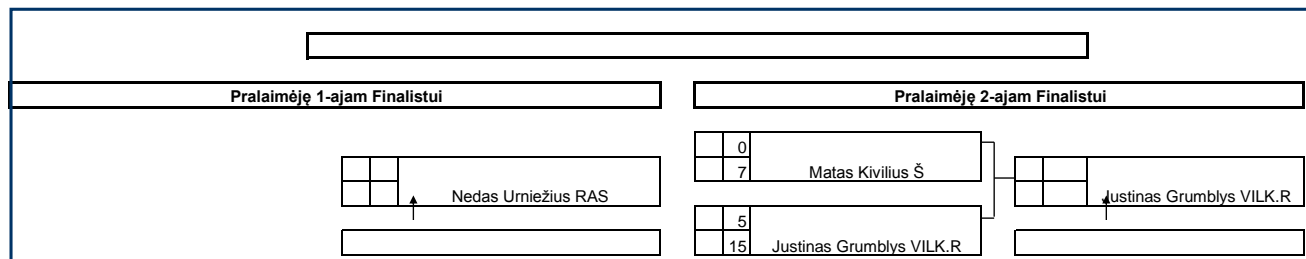 Pralaimėję 1-ajam Finalistui
Pralaimėję 2-ajam Finalistui
0
7 Matas Kivilius Š
Nedas Urniežius RAS
Justinas Grumblys VILK.R
5
15 Justinas Grumblys VILK.R